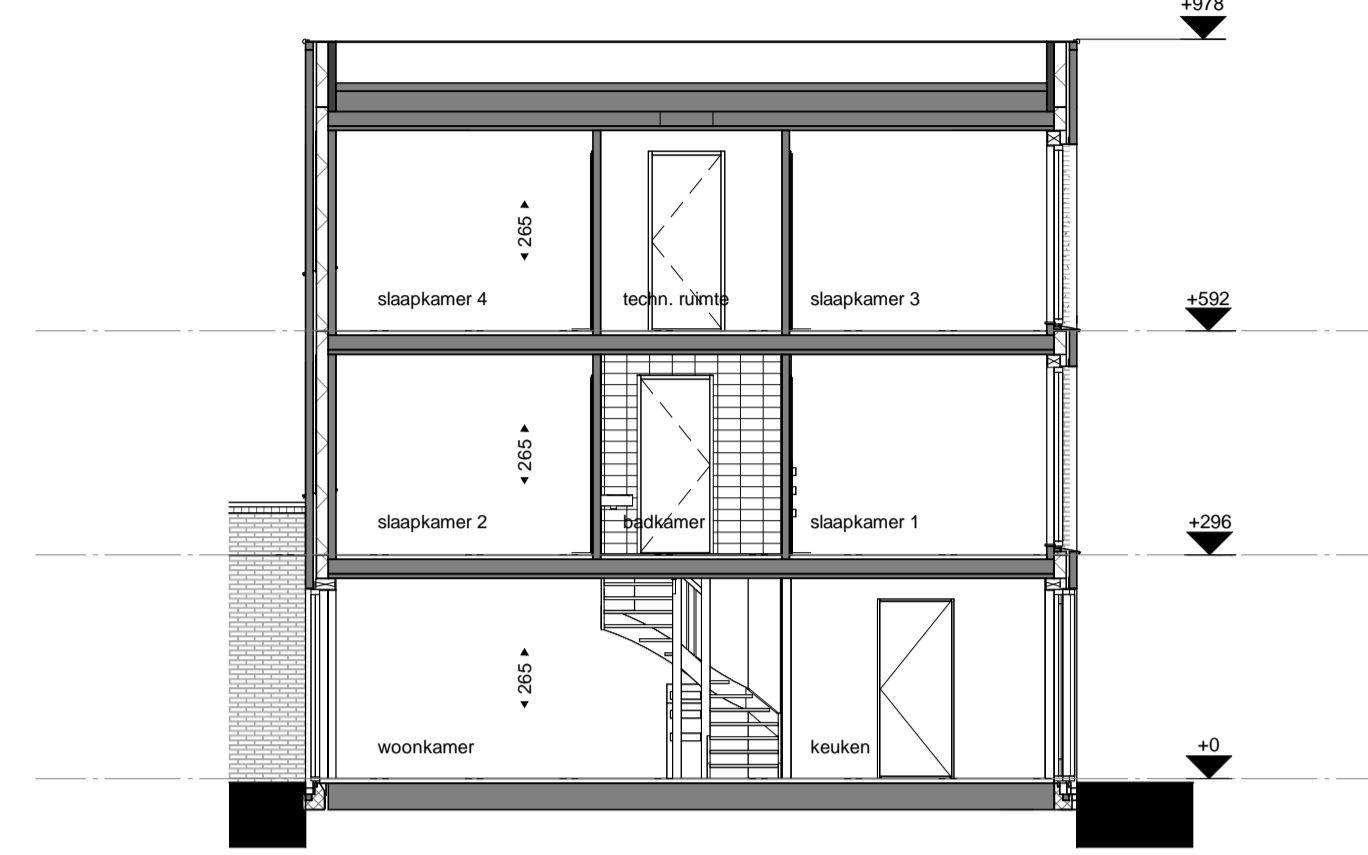 +978
265
slaapkamer 4
techn. ruimte
slaapkamer 3
+592
265
slaapkamer 2
badkamer
slaapkamer 1
+296
265
woonkamer
keuken
+0